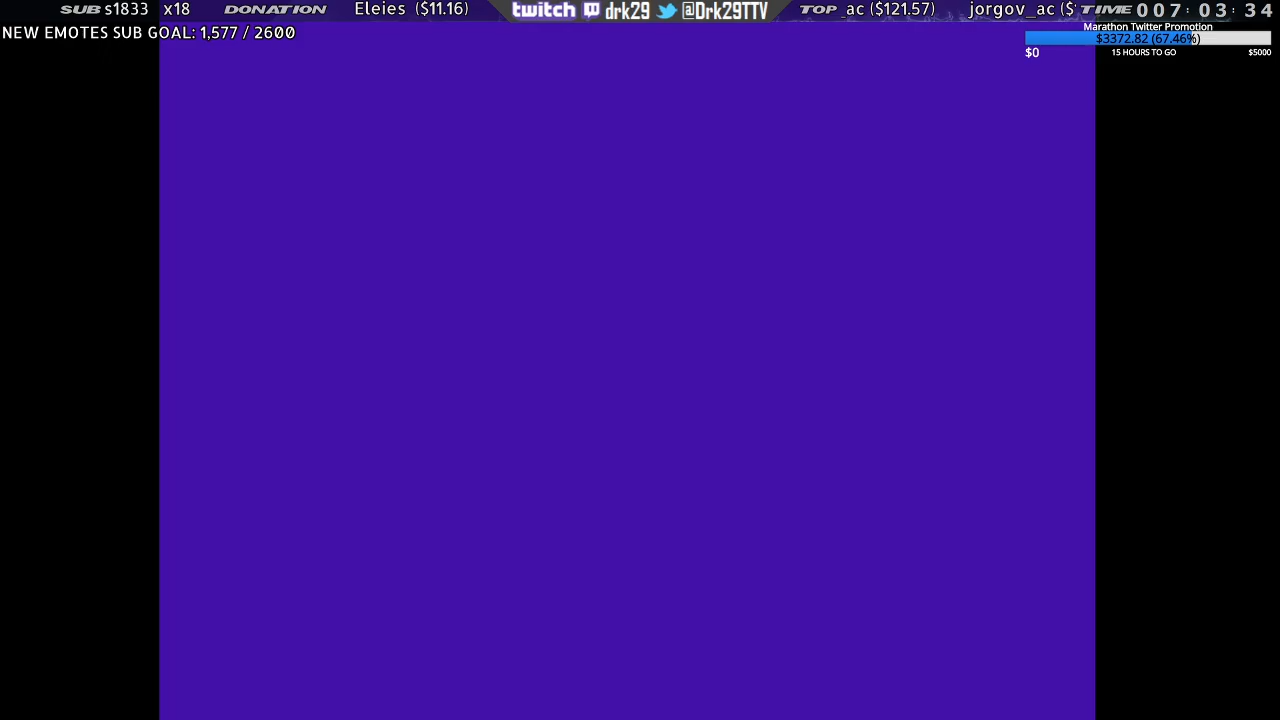 SUB s1833 x18 DONATION Eleies ($11.16) twitch drk29 @Drk29TTV TOP _ac ($121.57) jorgov_ac ($ TIME 007:03:34
NEW EMOTES SUB GOAL: 1,577 / 2600
Marathon Twitter Promotion
$3372.82 (67.46%)
$0 15 HOURS TO GO $5000